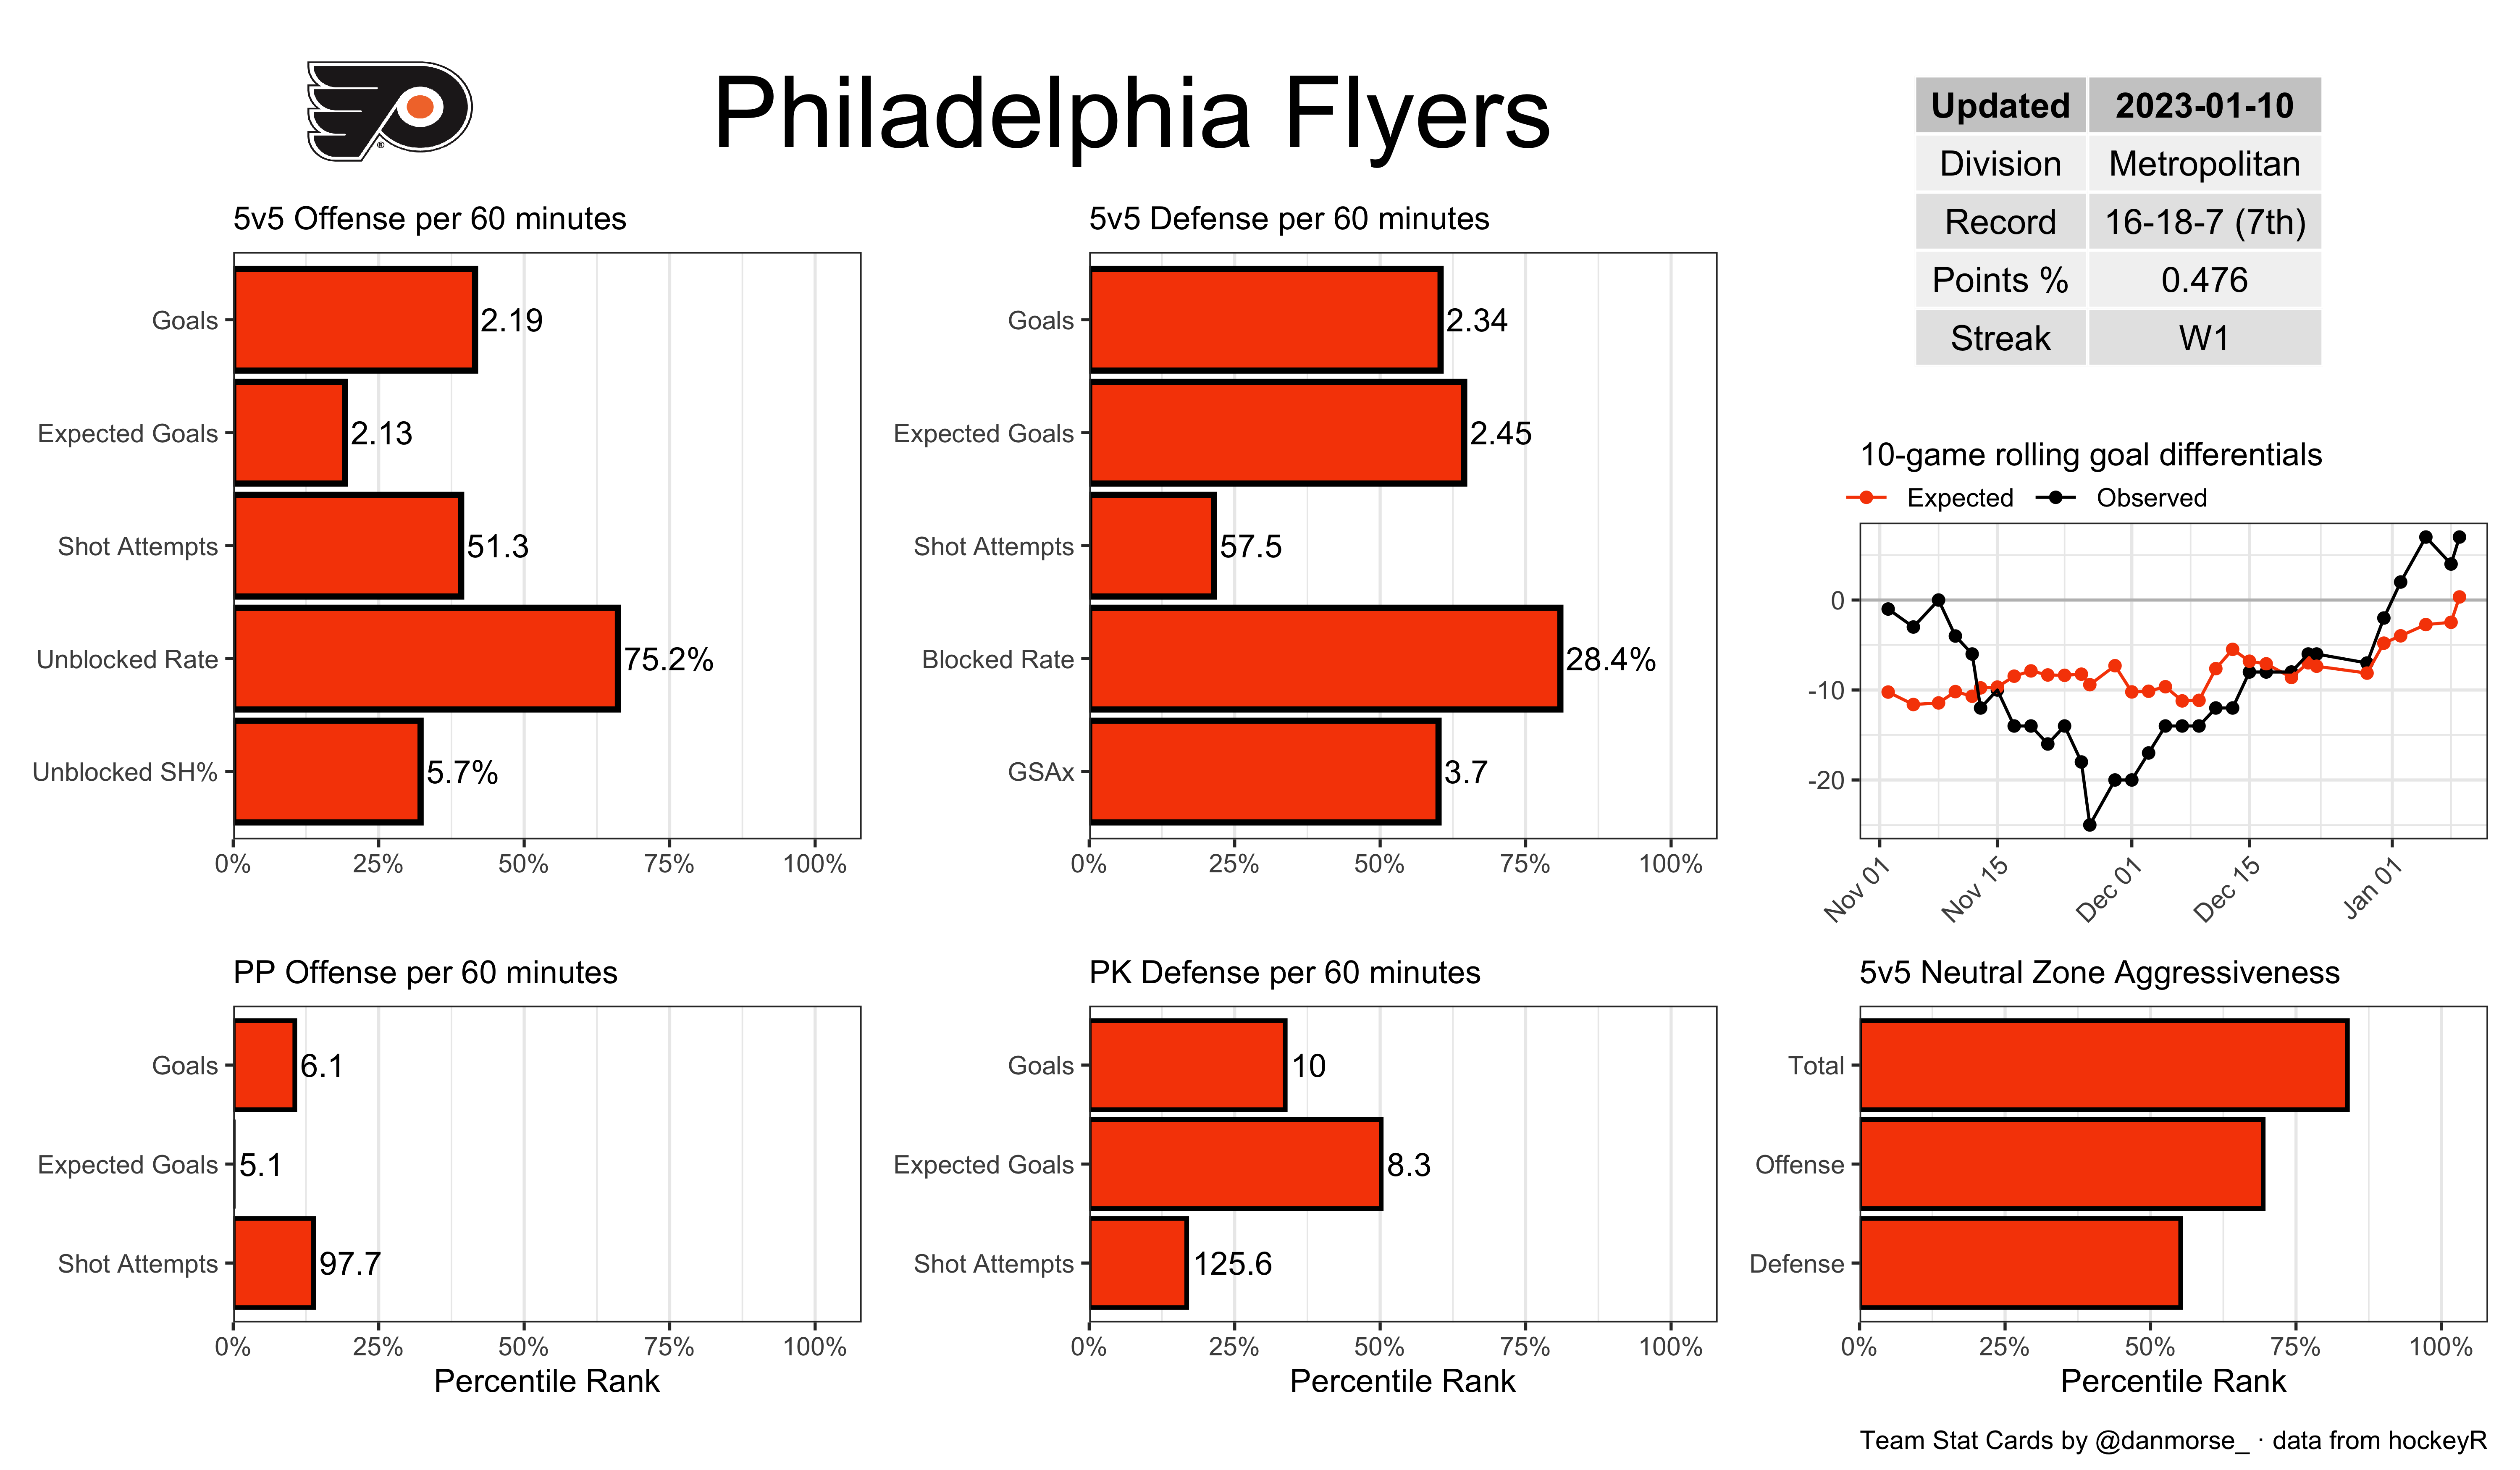 Philadelphia Flyers
Updated 2023-01-10
Division Metropolitan
Record 16-18-7 (7th)
Points % 0.476
Streak W1
5v5 Offense per 60 minutes
Goals 2.19
Expected Goals 2.13
Shot Attempts 51.3
Unblocked Rate 75.2%
Unblocked SH% 5.7%
0% 25% 50% 75% 100%
5v5 Defense per 60 minutes
Goals 2.34
Expected Goals 2.45
Shot Attempts 57.5
Blocked Rate 28.4%
GSAx 3.7
0% 25% 50% 75% 100%
10-game rolling goal differentials
Expected Observed
0
-10
-20
Nov 01 Nov 15 Dec 01 Dec 15 Jan 01
PP Offense per 60 minutes
Goals 6.1
Expected Goals 5.1
Shot Attempts 97.7
0% 25% 50% 75% 100%
Percentile Rank
PK Defense per 60 minutes
Goals 10
Expected Goals 8.3
Shot Attempts 125.6
0% 25% 50% 75% 100%
Percentile Rank
5v5 Neutral Zone Aggressiveness
Total
Offense
Defense
0% 25% 50% 75% 100%
Percentile Rank
Team Stat Cards by @danmorse_ · data from hockeyR